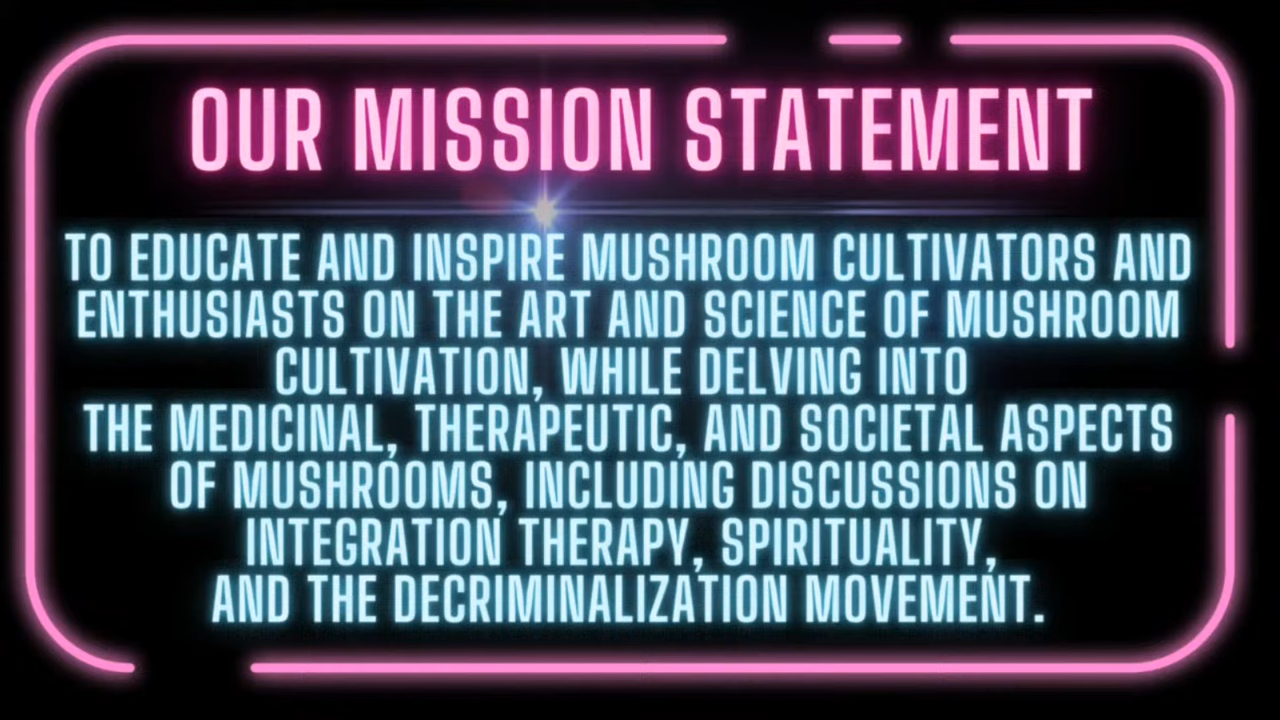 OUR MISSION STATEMENT
TO EDUCATE AND INSPIRE MUSHROOM CULTIVATORS AND
ENTHUSIASTS ON THE ART AND SCIENCE OF MUSHROOM
CULTIVATION, WHILE DELVING INTO
THE MEDICINAL, THERAPEUTIC, AND SOCIETAL ASPECTS
OF MUSHROOMS, INCLUDING DISCUSSIONS ON
INTEGRATION THERAPY, SPIRITUALITY,
AND THE DECRIMINALIZATION MOVEMENT.